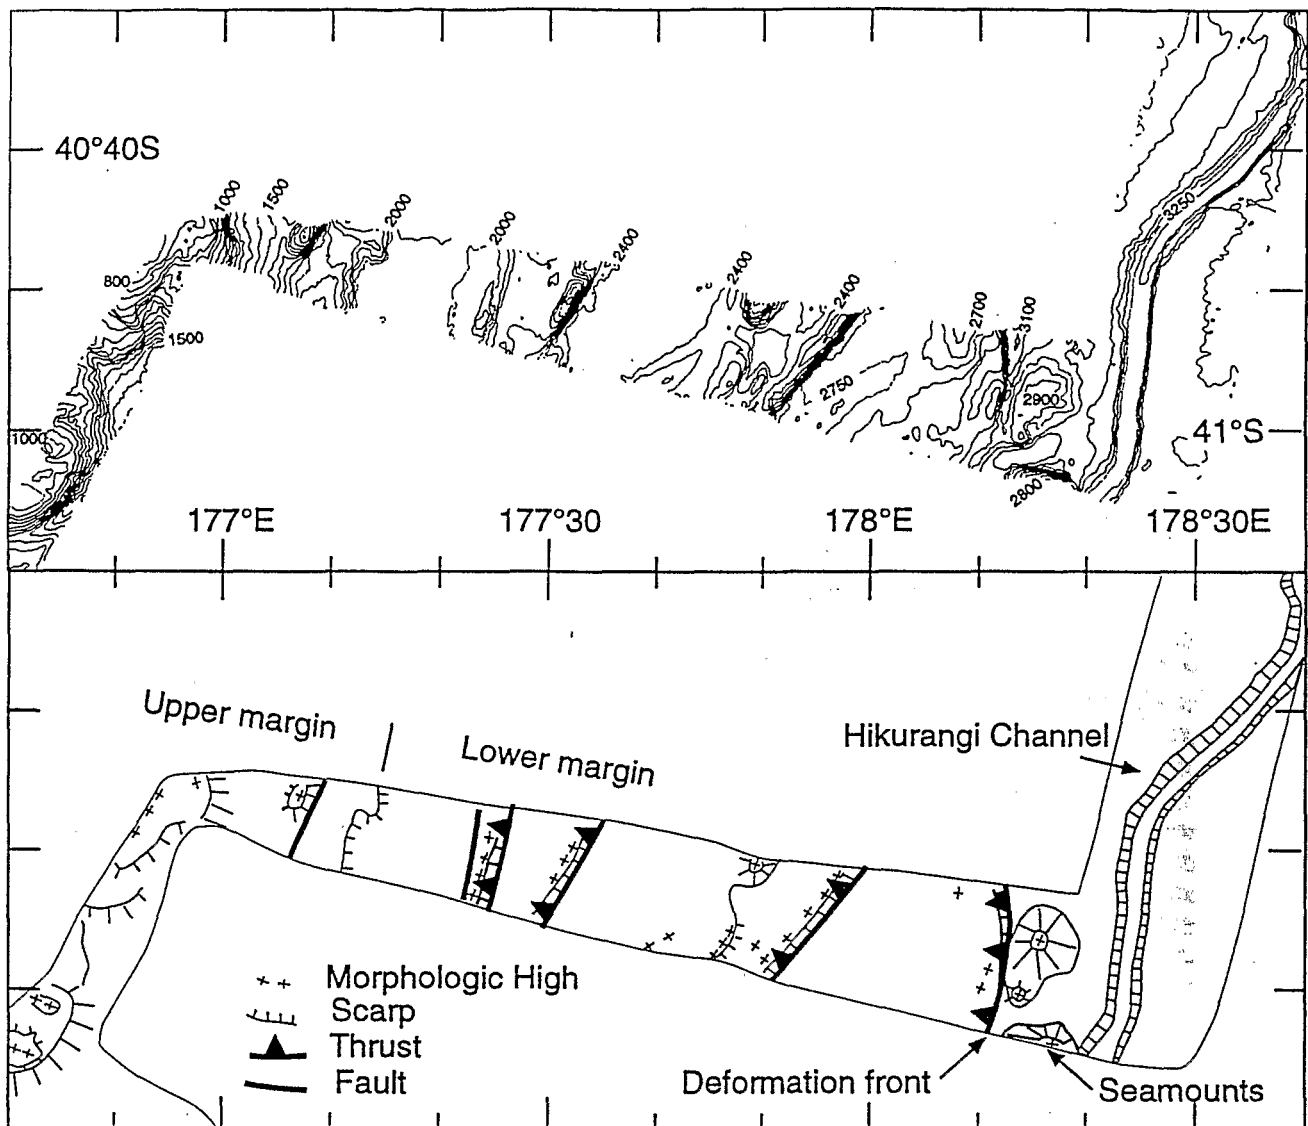 40°40S
1000
1500
2000
2000
2400
2400
2400
2700
3100
3250
800
1500
2750
2900
1000
2800
41°S
177°E
177°30
178°E
178°30E
Upper margin
Lower margin
Hikurangi Channel
Morphologic High
Scarp
Thrust
Fault
Deformation front
Seamounts